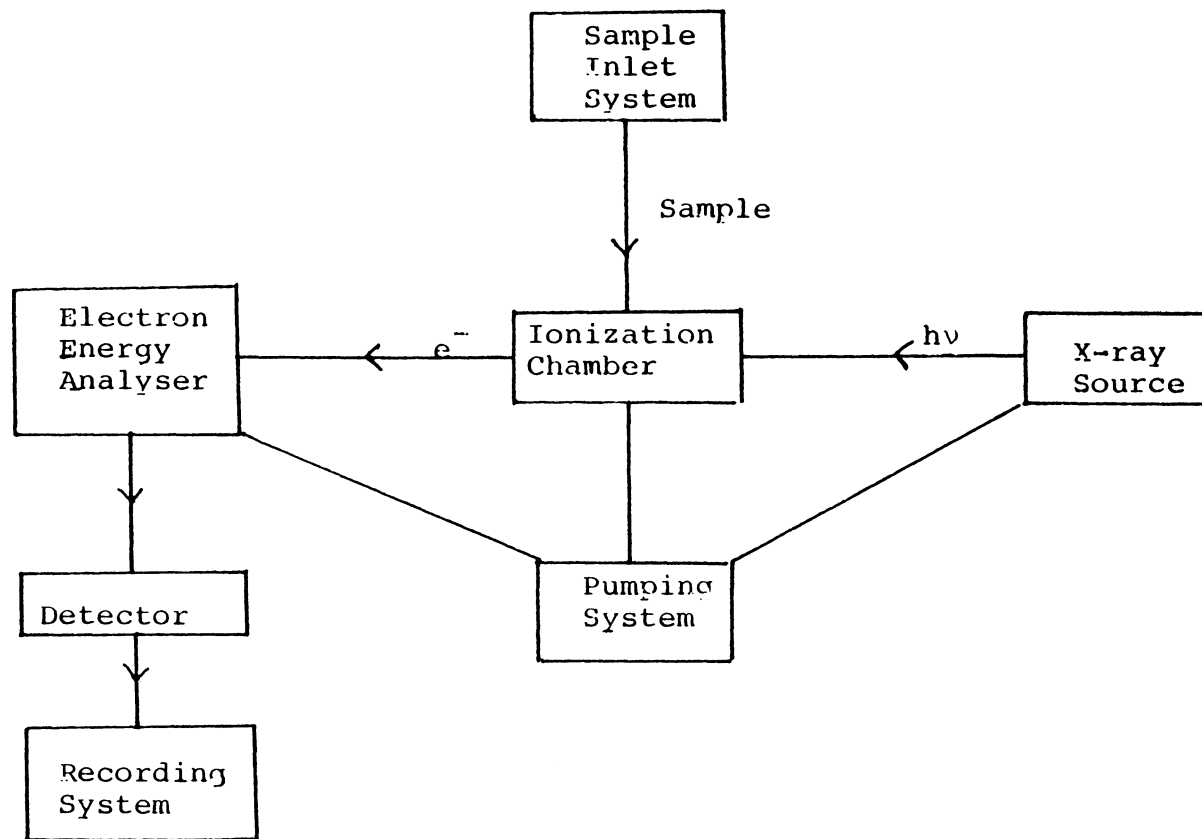 Sample
Inlet
System
Sample
Electron
Energy
Analyser
e⁻
Ionization
Chamber
hν
X-ray
Source
Detector
Pumping
System
Recording
System